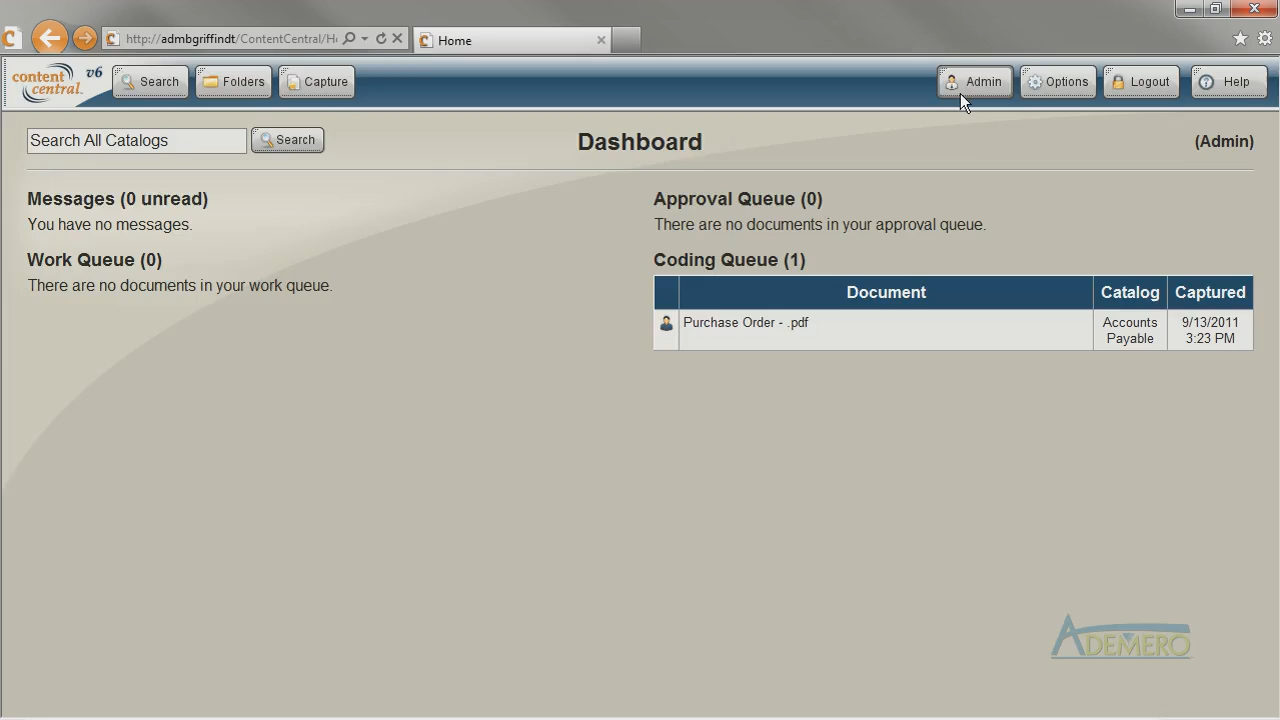 http://admbgriffindt/ContentCentral/H
Home
content central v6
Search
Folders
Capture
Admin
Options
Logout
Help
Search All Catalogs
Search
Dashboard
(Admin)
Messages (0 unread)
You have no messages.
Work Queue (0)
There are no documents in your work queue.
Approval Queue (0)
There are no documents in your approval queue.
Coding Queue (1)
Document Catalog Captured
Purchase Order - .pdf Accounts Payable 9/13/2011 3:23 PM
ADEMERO